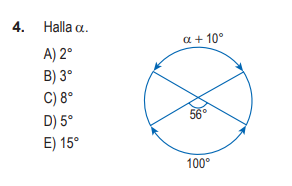 4. Halla α.
A) 2°
B) 3°
C) 8°
D) 5°
E) 15°
α + 10°
56°
100°